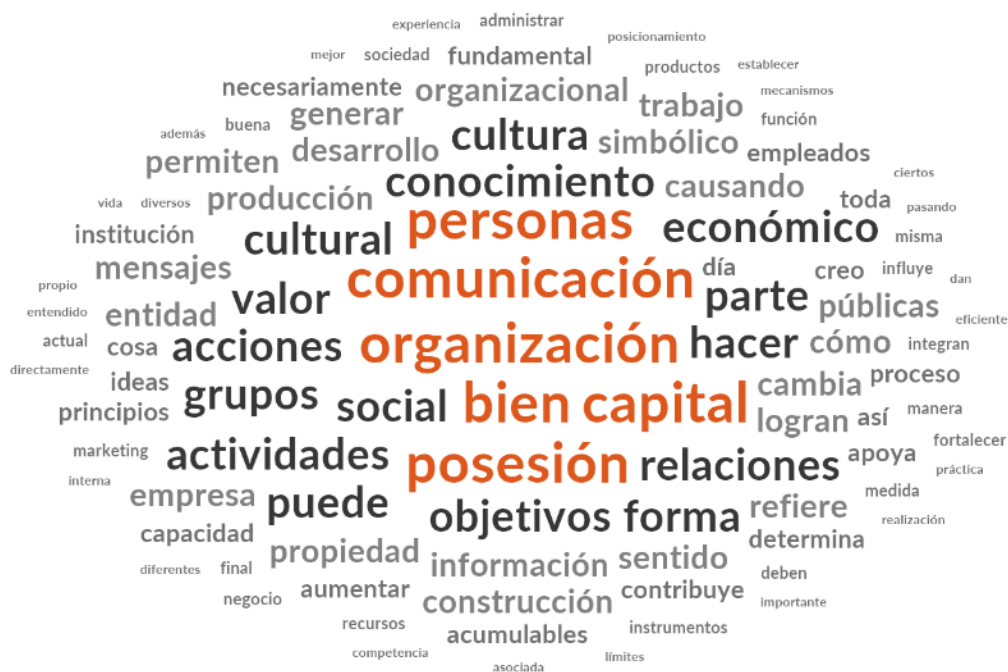 experiencia administrar
posicionamiento
mejor sociedad fundamental
productos establecer
necesariamente organizacional
mecanismos
generar trabajo
función
además buena cultura simbólico
permiten desarrollo empleados
conocimiento causando ciertos
vida diversos producción toda pasando
institución cultural personas económico misma
mensajes comunicación día creo influye
propio valor parte públicas dan
entendido entidad eficiente
actual cosa acciones organización hacer cómo integran
directamente
ideas grupos cambia proceso
principios social bien capital logran así manera
marketing actividades posesión relaciones apoya fortalecer
práctica
interna
empresa puede objetivos forma refiere medida
realización
capacidad determina
propiedad información sentido
diferentes final deben
negocio aumentar construcción contribuye importante
recursos acumulables instrumentos
competencia límites
asociada